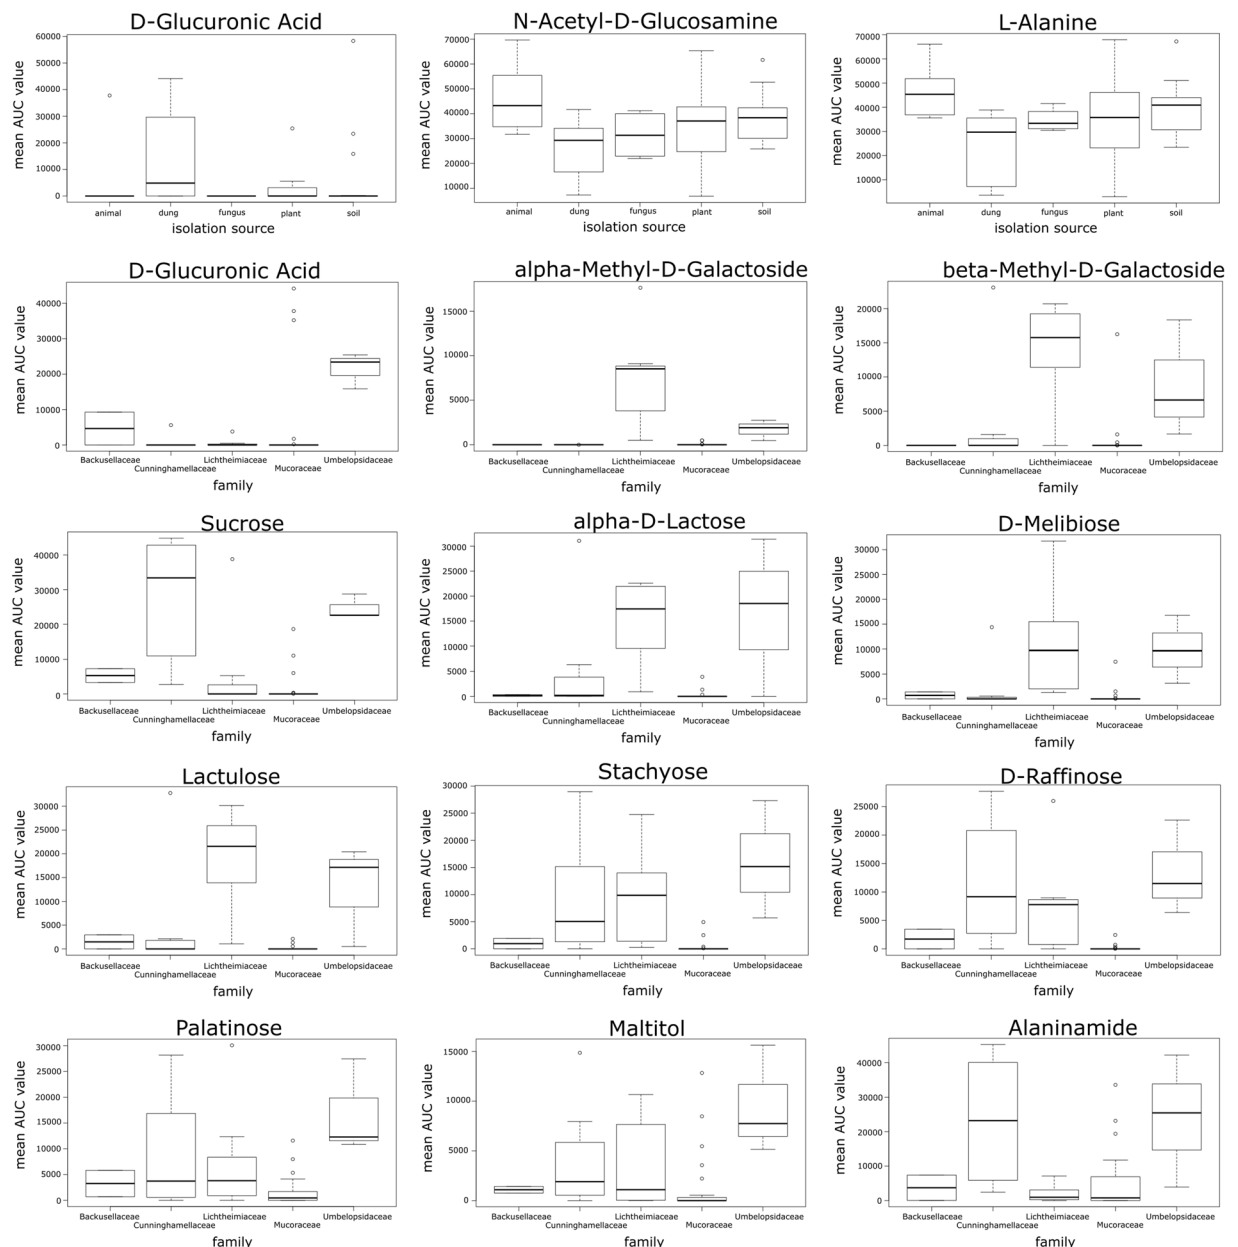 D-Glucuronic Acid
mean AUC value
60000
50000
40000
30000
20000
10000
0
animal dung fungus plant soil
isolation source
N-Acetyl-D-Glucosamine
mean AUC value
70000
60000
50000
40000
30000
20000
10000
animal dung fungus plant soil
isolation source
L-Alanine
mean AUC value
70000
60000
50000
40000
30000
20000
10000
animal dung fungus plant soil
isolation source
D-Glucuronic Acid
mean AUC value
40000
30000
20000
10000
0
Backusellaceae Cunninghamellaceae Lichtheimiaceae Mucoraceae Umbelopsidaceae
family
alpha-Methyl-D-Galactoside
mean AUC value
15000
10000
5000
0
Backusellaceae Cunninghamellaceae Lichtheimiaceae Mucoraceae Umbelopsidaceae
family
beta-Methyl-D-Galactoside
mean AUC value
20000
15000
10000
5000
0
Backusellaceae Cunninghamellaceae Lichtheimiaceae Mucoraceae Umbelopsidaceae
family
Sucrose
mean AUC value
40000
30000
20000
10000
0
Backusellaceae Cunninghamellaceae Lichtheimiaceae Mucoraceae Umbelopsidaceae
family
alpha-D-Lactose
mean AUC value
30000
25000
20000
15000
10000
5000
0
Backusellaceae Cunninghamellaceae Lichtheimiaceae Mucoraceae Umbelopsidaceae
family
D-Melibiose
mean AUC value
30000
25000
20000
15000
10000
5000
0
Backusellaceae Cunninghamellaceae Lichtheimiaceae Mucoraceae Umbelopsidaceae
family
Lactulose
mean AUC value
30000
25000
20000
15000
10000
5000
0
Backusellaceae Cunninghamellaceae Lichtheimiaceae Mucoraceae Umbelopsidaceae
family
Stachyose
mean AUC value
30000
25000
20000
15000
10000
5000
0
Backusellaceae Cunninghamellaceae Lichtheimiaceae Mucoraceae Umbelopsidaceae
family
D-Raffinose
mean AUC value
25000
20000
15000
10000
5000
0
Backusellaceae Cunninghamellaceae Lichtheimiaceae Mucoraceae Umbelopsidaceae
family
Palatinose
mean AUC value
30000
25000
20000
15000
10000
5000
0
Backusellaceae Cunninghamellaceae Lichtheimiaceae Mucoraceae Umbelopsidaceae
family
Maltitol
mean AUC value
15000
10000
5000
0
Backusellaceae Cunninghamellaceae Lichtheimiaceae Mucoraceae Umbelopsidaceae
family
Alaninamide
mean AUC value
40000
30000
20000
10000
0
Backusellaceae Cunninghamellaceae Lichtheimiaceae Mucoraceae Umbelopsidaceae
family